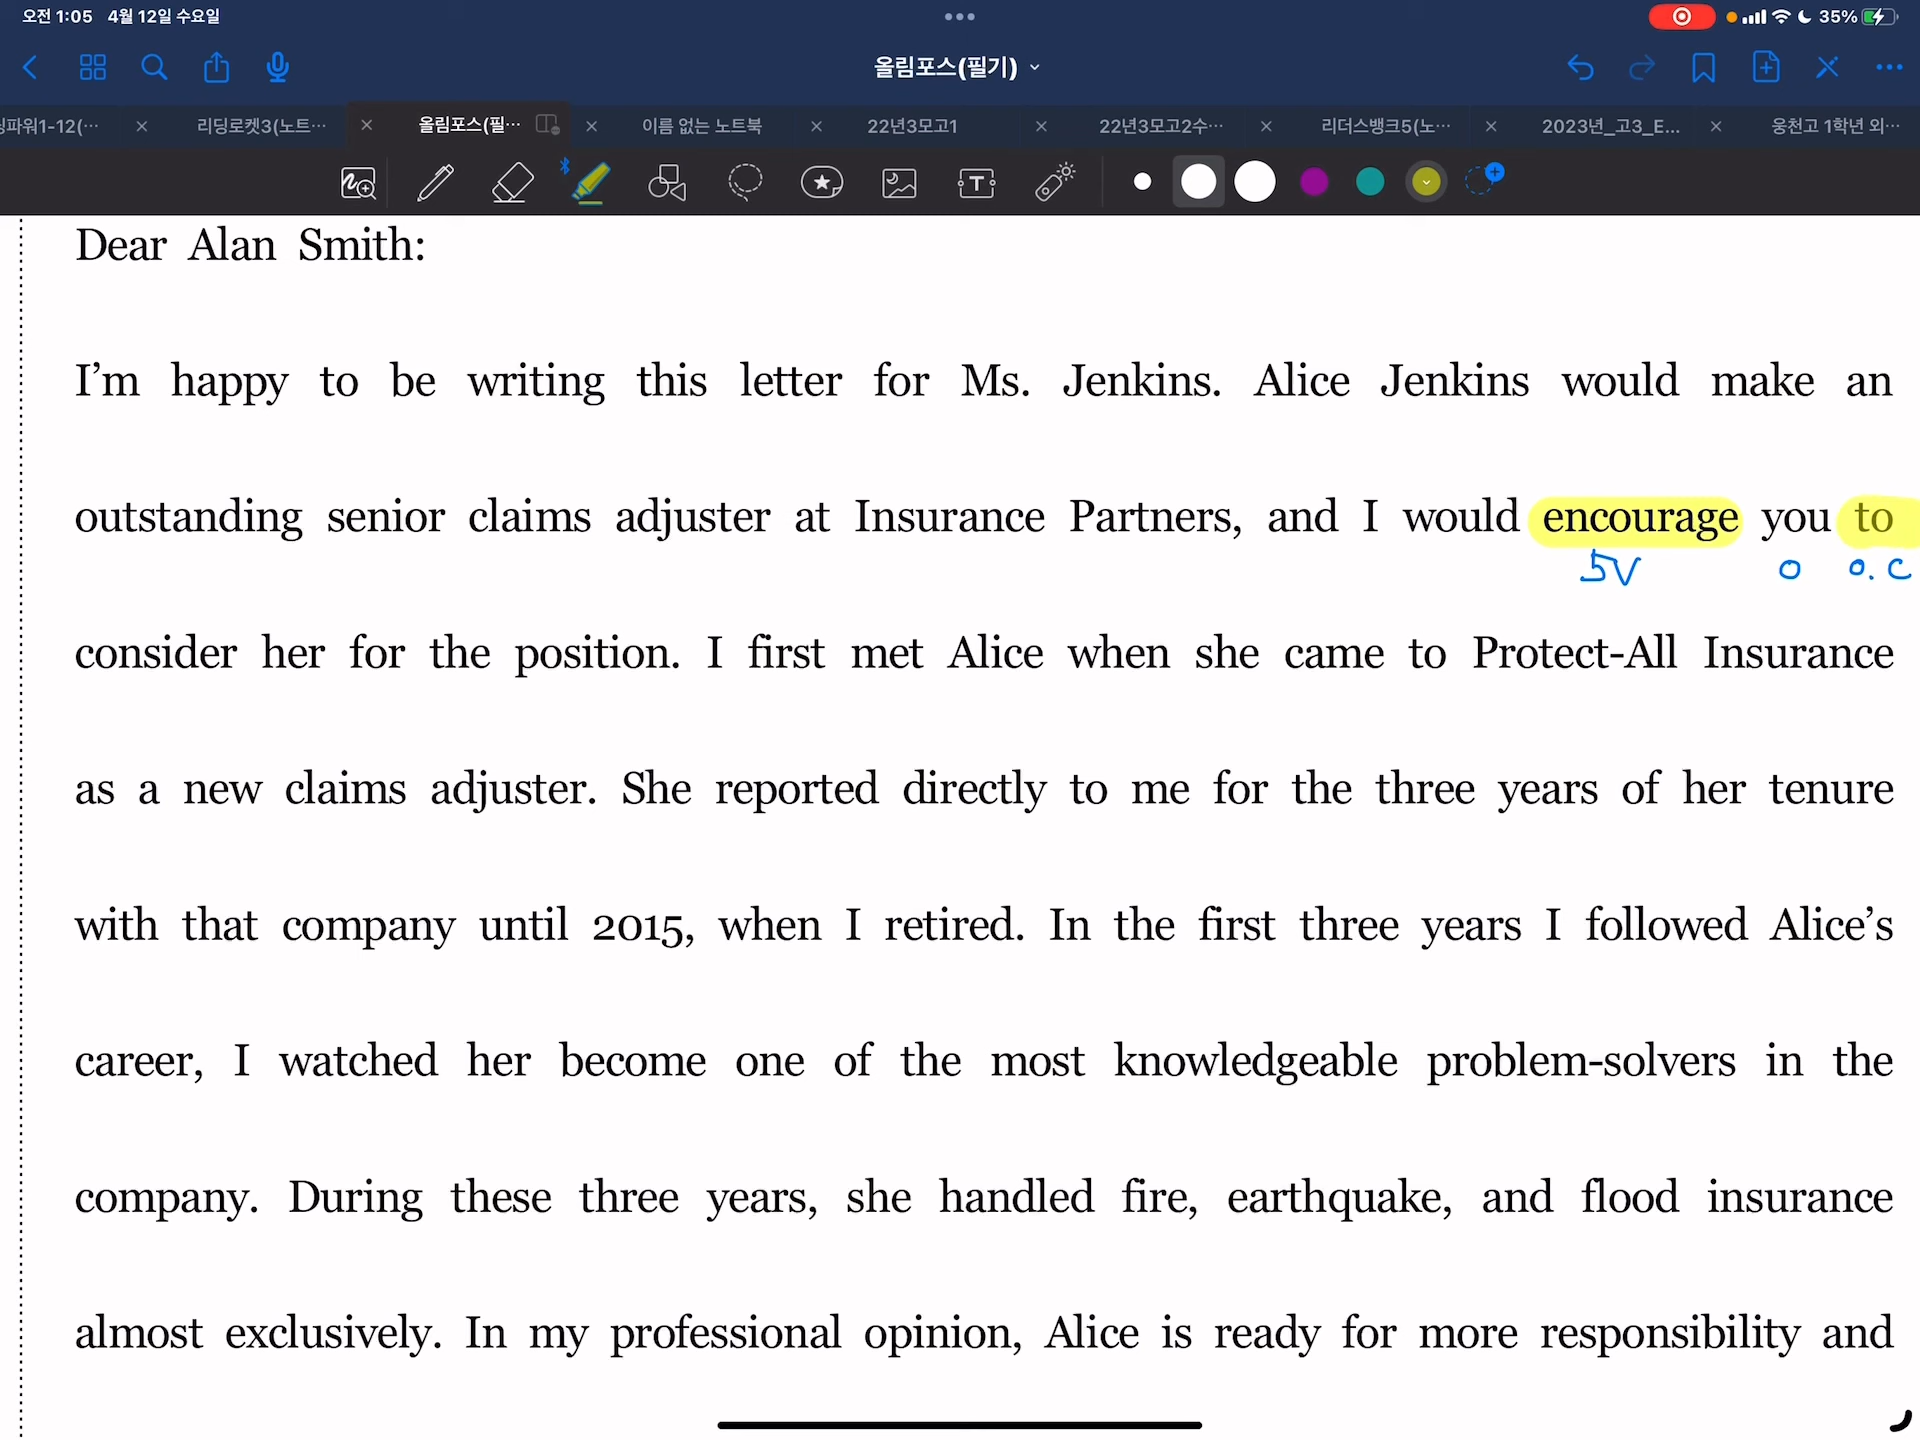 오전 1:05 4월 12일 수요일
35%
올림포스(필기)
링파워1-12(… 리딩로켓3(노트… 올림포스(필… 이름 없는 노트북 22년3모고1 22년3모고2수… 리더스뱅크5(노… 2023년_고3_E... 웅천고 1학년 외…
Dear Alan Smith:
I’m happy to be writing this letter for Ms. Jenkins. Alice Jenkins would make an
outstanding senior claims adjuster at Insurance Partners, and I would encourage you to
5V O O.C
consider her for the position. I first met Alice when she came to Protect-All Insurance
as a new claims adjuster. She reported directly to me for the three years of her tenure
with that company until 2015, when I retired. In the first three years I followed Alice’s
career, I watched her become one of the most knowledgeable problem-solvers in the
company. During these three years, she handled fire, earthquake, and flood insurance
almost exclusively. In my professional opinion, Alice is ready for more responsibility and